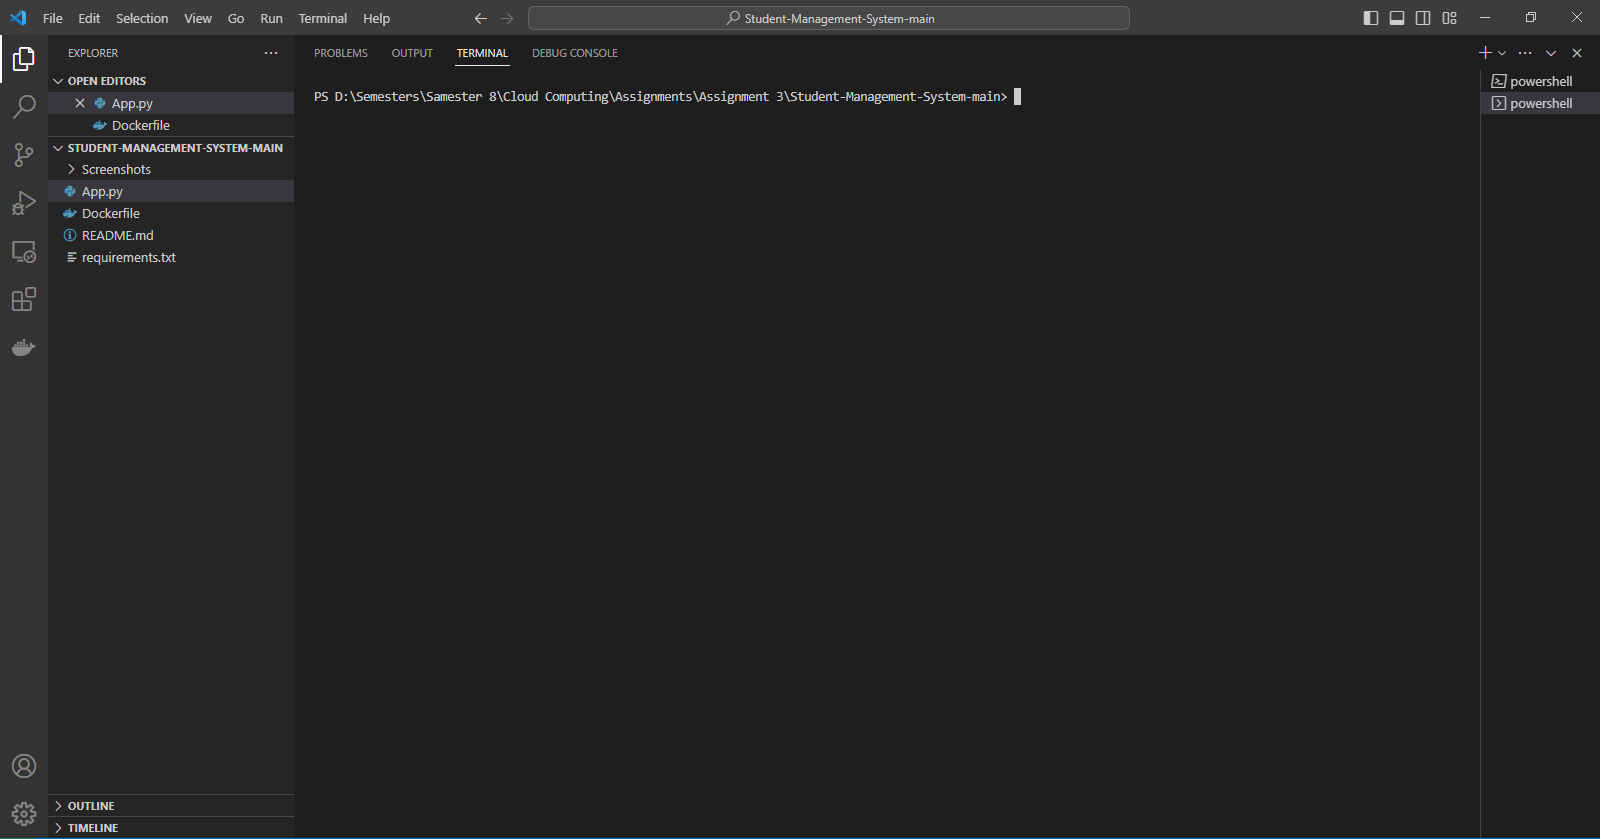 File Edit Selection View Go Run Terminal Help
Student-Management-System-main
EXPLORER
OPEN EDITORS
App.py
Dockerfile
STUDENT-MANAGEMENT-SYSTEM-MAIN
Screenshots
App.py
Dockerfile
README.md
requirements.txt
OUTLINE
TIMELINE
PROBLEMS OUTPUT TERMINAL DEBUG CONSOLE
PS D:\Semesters\Samester 8\Cloud Computing\Assignments\Assignment 3\Student-Management-System-main>
powershell
powershell